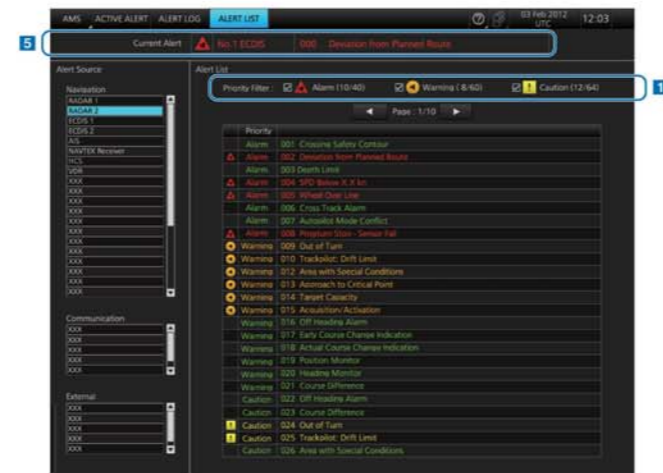 AMS ACTIVE ALERT ALERT LOG ALERT LIST 03 Feb 2012 UTC 12:03
5
Current Alert No.1 ECDIS 000 Deviation from Planned Route
Alert Source Alert List
1
Priority Filter : Alarm (10/40) Warning ( 8/60) Caution (12/64)
Page : 1/10
Navigation
RADAR 1
RADAR 2
ECDIS 1
ECDIS 2
AIS
NAVTEX Receiver
HCS
VDR
XXX
XXX
XXX
XXX
XXX
XXX
XXX
XXX
XXX
XXX
XXX
XXX
XXX
Communication
XXX
XXX
XXX
XXX
XXX
External
XXX
XXX
XXX
XXX
XXX
Priority
Alarm 001 Crossing Safety Contour
Alarm 002 Deviation from Planned Route
Alarm 003 Depth Limit
Alarm 004 SPD Below X.X kn
Alarm 005 Wheel Over Line
Alarm 006 Cross Track Alarm
Alarm 007 Autopilot Mode Conflict
Alarm 008 Sensor Fail
Warning 009 Out of Turn
Warning 010 Trackpilot: Drift Limit
Warning 012 Area with Special Conditions
Warning 013 Approach to Critical Point
Warning 014 Target Capacity
Warning 015 Acquisition/Activation
Warning 016 Off Heading Alarm
Warning 017 Early Course Change Indication
Warning 018 Actual Course Change Indication
Warning 019 Position Monitor
Warning 020 Heading Monitor
Warning 021 Course Difference
Caution 022 Off Heading Alarm
Caution 023 Course Difference
Caution 024 Out of Turn
Caution 025 Trackpilot: Drift Limit
Caution 026 Area with Special Conditions